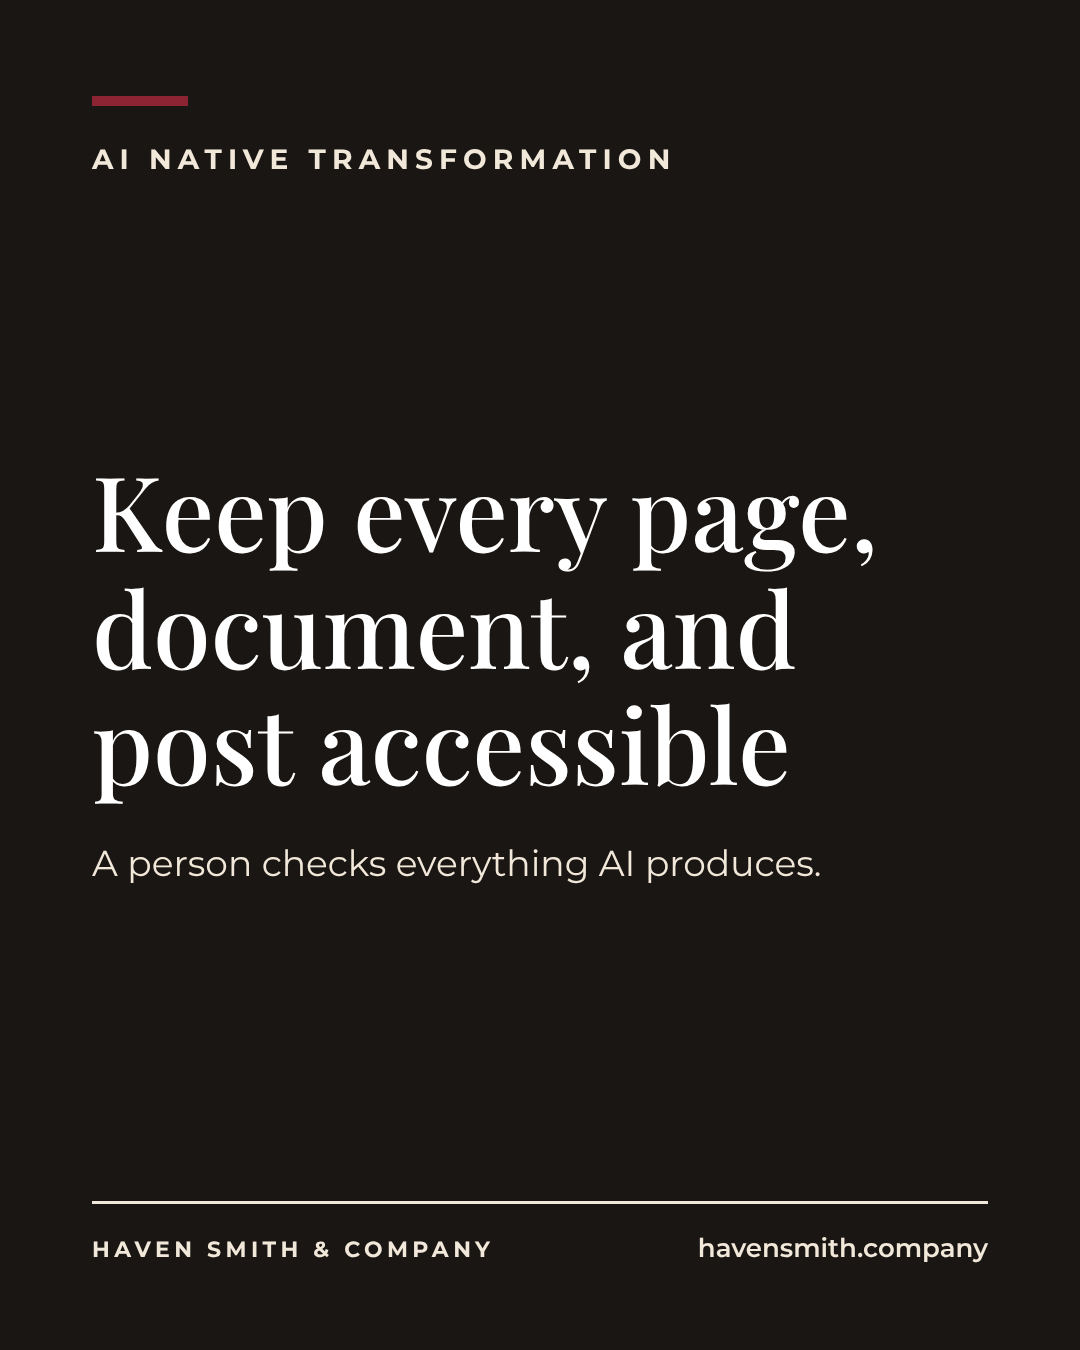 AI NATIVE TRANSFORMATION
Keep every page,
document, and
post accessible
A person checks everything AI produces.
HAVEN SMITH & COMPANY
havensmith.company